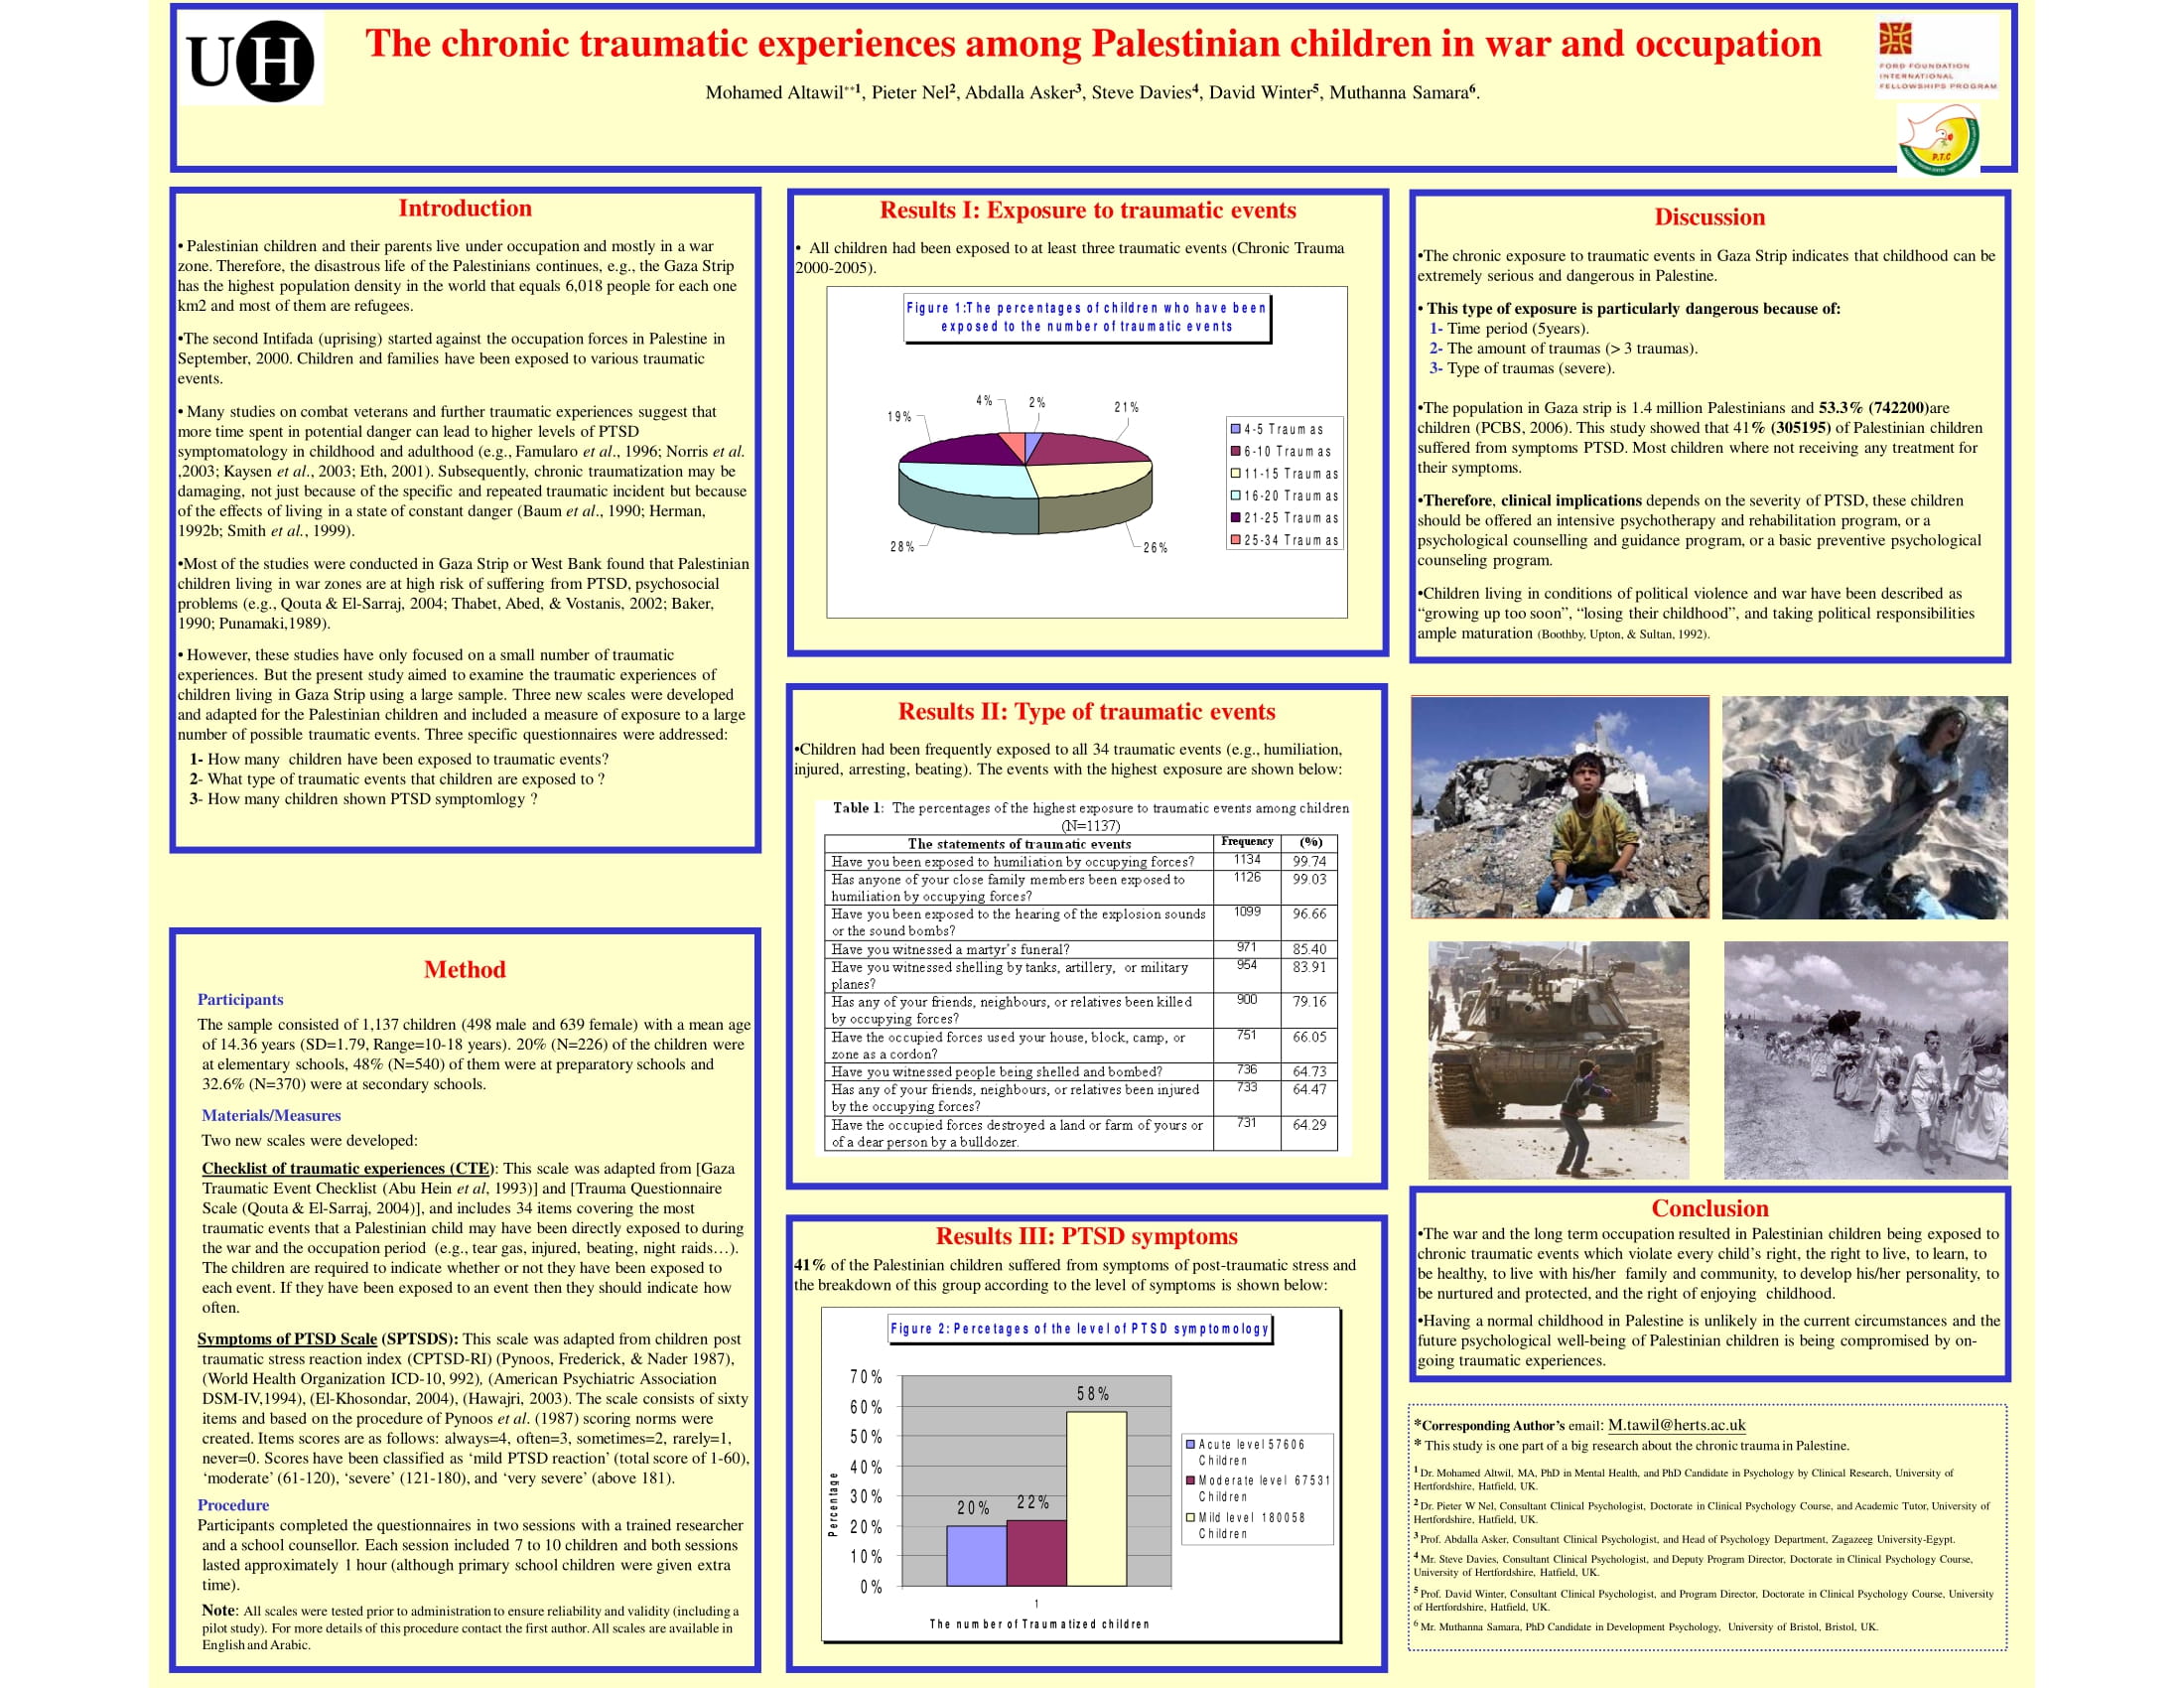 UH
The chronic traumatic experiences among Palestinian children in war and occupation
Mohamed Altawil**1, Pieter Nel2, Abdalla Asker3, Steve Davies4, David Winter5, Muthanna Samara6.
FORD FOUNDATION
INTERNATIONAL
FELLOWSHIPS PROGRAM
P.T.C
Introduction
• Palestinian children and their parents live under occupation and mostly in a war
zone. Therefore, the disastrous life of the Palestinians continues, e.g., the Gaza Strip
has the highest population density in the world that equals 6,018 people for each one
km2 and most of them are refugees.
•The second Intifada (uprising) started against the occupation forces in Palestine in
September, 2000. Children and families have been exposed to various traumatic
events.
• Many studies on combat veterans and further traumatic experiences suggest that
more time spent in potential danger can lead to higher levels of PTSD
symptomatology in childhood and adulthood (e.g., Famularo et al., 1996; Norris et al.
,2003; Kaysen et al., 2003; Eth, 2001). Subsequently, chronic traumatization may be
damaging, not just because of the specific and repeated traumatic incident but because
of the effects of living in a state of constant danger (Baum et al., 1990; Herman,
1992b; Smith et al., 1999).
•Most of the studies were conducted in Gaza Strip or West Bank found that Palestinian
children living in war zones are at high risk of suffering from PTSD, psychosocial
problems (e.g., Qouta & El-Sarraj, 2004; Thabet, Abed, & Vostanis, 2002; Baker,
1990; Punamaki,1989).
• However, these studies have only focused on a small number of traumatic
experiences. But the present study aimed to examine the traumatic experiences of
children living in Gaza Strip using a large sample. Three new scales were developed
and adapted for the Palestinian children and included a measure of exposure to a large
number of possible traumatic events. Three specific questionnaires were addressed:
1- How many children have been exposed to traumatic events?
2- What type of traumatic events that children are exposed to ?
3- How many children shown PTSD symptomlogy ?
Method
Participants
The sample consisted of 1,137 children (498 male and 639 female) with a mean age
of 14.36 years (SD=1.79, Range=10-18 years). 20% (N=226) of the children were
at elementary schools, 48% (N=540) of them were at preparatory schools and
32.6% (N=370) were at secondary schools.
Materials/Measures
Two new scales were developed:
Checklist of traumatic experiences (CTE): This scale was adapted from [Gaza
Traumatic Event Checklist (Abu Hein et al, 1993)] and [Trauma Questionnaire
Scale (Qouta & El-Sarraj, 2004)], and includes 34 items covering the most
traumatic events that a Palestinian child may have been directly exposed to during
the war and the occupation period (e.g., tear gas, injured, beating, night raids…).
The children are required to indicate whether or not they have been exposed to
each event. If they have been exposed to an event then they should indicate how
often.
Symptoms of PTSD Scale (SPTSDS): This scale was adapted from children post
traumatic stress reaction index (CPTSD-RI) (Pynoos, Frederick, & Nader 1987),
(World Health Organization ICD-10, 992), (American Psychiatric Association
DSM-IV,1994), (El-Khosondar, 2004), (Hawajri, 2003). The scale consists of sixty
items and based on the procedure of Pynoos et al. (1987) scoring norms were
created. Items scores are as follows: always=4, often=3, sometimes=2, rarely=1,
never=0. Scores have been classified as ‘mild PTSD reaction’ (total score of 1-60),
‘moderate’ (61-120), ‘severe’ (121-180), and ‘very severe’ (above 181).
Procedure
Participants completed the questionnaires in two sessions with a trained researcher
and a school counsellor. Each session included 7 to 10 children and both sessions
lasted approximately 1 hour (although primary school children were given extra
time).
Note: All scales were tested prior to administration to ensure reliability and validity (including a
pilot study). For more details of this procedure contact the first author. All scales are available in
English and Arabic.
Results I: Exposure to traumatic events
• All children had been exposed to at least three traumatic events (Chronic Trauma
2000-2005).
Figure 1:The percentages of children who have been
exposed to the number of traumatic events
19%
4%
2%
21%
28%
26%
4-5 Traumas
6-10 Traumas
11-15 Traumas
16-20 Traumas
21-25 Traumas
25-34 Traumas
Results II: Type of traumatic events
•Children had been frequently exposed to all 34 traumatic events (e.g., humiliation,
injured, arresting, beating). The events with the highest exposure are shown below:
Table 1: The percentages of the highest exposure to traumatic events among children
(N=1137)
The statements of traumatic events Frequency (%)
Have you been exposed to humiliation by occupying forces? 1134 99.74
Has anyone of your close family members been exposed to 1126 99.03
humiliation by occupying forces?
Have you been exposed to the hearing of the explosion sounds 1099 96.66
or the sound bombs?
Have you witnessed a martyr’s funeral? 971 85.40
Have you witnessed shelling by tanks, artillery, or military 954 83.91
planes?
Has any of your friends, neighbours, or relatives been killed 900 79.16
by occupying forces?
Have the occupied forces used your house, block, camp, or 751 66.05
zone as a cordon?
Have you witnessed people being shelled and bombed? 736 64.73
Has any of your friends, neighbours, or relatives been injured 733 64.47
by the occupying forces?
Have the occupied forces destroyed a land or farm of yours or 731 64.29
of a dear person by a bulldozer.
Results III: PTSD symptoms
41% of the Palestinian children suffered from symptoms of post-traumatic stress and
the breakdown of this group according to the level of symptoms is shown below:
Figure 2: Percetages of the level of PTSD symptomology
70%
60%
50%
40%
30%
20%
10%
0%
Percentage
20%
22%
58%
1
The number of Traumatized children
Acute level 57606
Children
Moderate level 67531
Children
Mild level 180058
Children
Discussion
•The chronic exposure to traumatic events in Gaza Strip indicates that childhood can be
extremely serious and dangerous in Palestine.
• This type of exposure is particularly dangerous because of:
1- Time period (5years).
2- The amount of traumas (> 3 traumas).
3- Type of traumas (severe).
•The population in Gaza strip is 1.4 million Palestinians and 53.3% (742200)are
children (PCBS, 2006). This study showed that 41% (305195) of Palestinian children
suffered from symptoms PTSD. Most children where not receiving any treatment for
their symptoms.
•Therefore, clinical implications depends on the severity of PTSD, these children
should be offered an intensive psychotherapy and rehabilitation program, or a
psychological counselling and guidance program, or a basic preventive psychological
counseling program.
•Children living in conditions of political violence and war have been described as
“growing up too soon”, “losing their childhood”, and taking political responsibilities
ample maturation (Boothby, Upton, & Sultan, 1992).
Conclusion
•The war and the long term occupation resulted in Palestinian children being exposed to
chronic traumatic events which violate every child’s right, the right to live, to learn, to
be healthy, to live with his/her family and community, to develop his/her personality, to
be nurtured and protected, and the right of enjoying childhood.
•Having a normal childhood in Palestine is unlikely in the current circumstances and the
future psychological well-being of Palestinian children is being compromised by on-
going traumatic experiences.
*Corresponding Author’s email: M.tawil@herts.ac.uk
* This study is one part of a big research about the chronic trauma in Palestine.
1 Dr. Mohamed Altwil, MA, PhD in Mental Health, and PhD Candidate in Psychology by Clinical Research, University of
Hertfordshire, Hatfield, UK.
2 Dr. Pieter W Nel, Consultant Clinical Psychologist, Doctorate in Clinical Psychology Course, and Academic Tutor, University of
Hertfordshire, Hatfield, UK.
3 Prof. Abdalla Asker, Consultant Clinical Psychologist, and Head of Psychology Department, Zagazeeg University-Egypt.
4 Mr. Steve Davies, Consultant Clinical Psychologist, and Deputy Program Director, Doctorate in Clinical Psychology Course,
University of Hertfordshire, Hatfield, UK.
5 Prof. David Winter, Consultant Clinical Psychologist, and Program Director, Doctorate in Clinical Psychology Course, University
of Hertfordshire, Hatfield, UK.
6 Mr. Muthanna Samara, PhD Candidate in Development Psychology, University of Bristol, Bristol, UK.